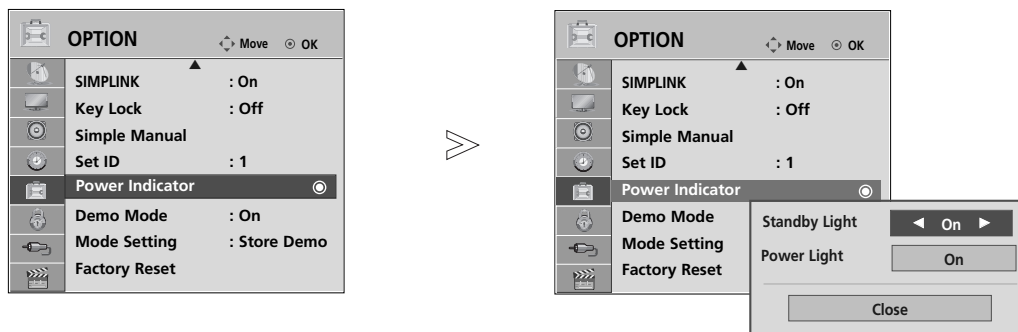 OPTION Move OK
SIMPLINK : On
Key Lock : Off
Simple Manual
Set ID : 1
Power Indicator
Demo Mode : On
Mode Setting : Store Demo
Factory Reset
OPTION Move OK
SIMPLINK : On
Key Lock : Off
Simple Manual
Set ID : 1
Power Indicator
Demo Mode
Mode Setting
Factory Reset
Standby Light ◄ On ►
Power Light On
Close